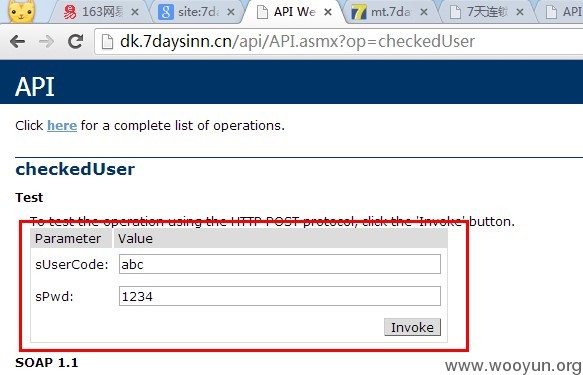 163网易
site:7da
API We
mt.7da
7天连锁
API
dk.7daysinn.cn/api/API.asmx?op=checkedUser
API
Click here for a complete list of operations.
checkedUser
Test
To test the operation using the HTTP POST protocol, click the 'Invoke' button.
Parameter Value
sUserCode: abc
sPwd: 1234
Invoke
SOAP 1.1
www.wooyun.org